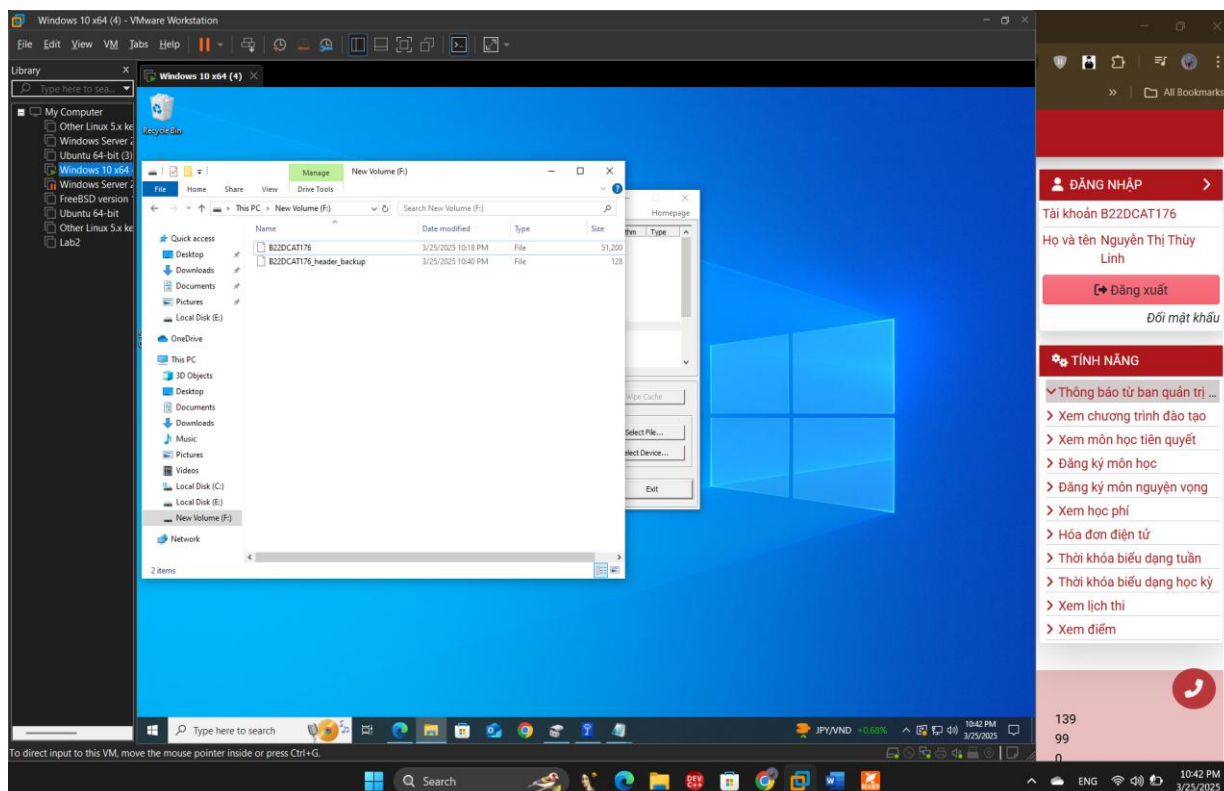 Windows 10 x64 (4) - VMware Workstation
File Edit View VM Tabs Help
Library X
Type here to sea...
My Computer
Other Linux 5.x ke
Windows Server 2
Ubuntu 64-bit (3)
Windows 10 x64
Windows Server 2
FreeBSD version
Ubuntu 64-bit
Other Linux 5.x ke
Lab2
Windows 10 x64 (4)
Recycle Bin
Manage New Volume (F:)
File Home Share View Drive Tools
This PC > New Volume (F:) Search New Volume (F:)
Name Date modified Type Size
B22DCAT176 3/25/2025 10:18 PM File 51,200
B22DCAT176_header_backup 3/25/2025 10:40 PM File 128
Quick access
Desktop
Downloads
Documents
Pictures
Local Disk (E:)
OneDrive
This PC
3D Objects
Desktop
Documents
Downloads
Music
Pictures
Videos
Local Disk (C:)
Local Disk (E:)
New Volume (F:)
Network
2 items
Homepage
thm Type
Wipe Cache
Select File...
elect Device...
Exit
Type here to search
JPY/VND +0.68%
10:42 PM
3/25/2025
To direct input to this VM, move the mouse pointer inside or press Ctrl+G.
» All Bookmarks
ĐĂNG NHẬP
Tài khoản B22DCAT176
Họ và tên Nguyễn Thị Thùy
Linh
Đăng xuất
Đổi mật khẩu
TÍNH NĂNG
Thông báo từ ban quản trị ...
Xem chương trình đào tạo
Xem môn học tiên quyết
Đăng ký môn học
Đăng ký môn nguyện vọng
Xem học phí
Hóa đơn điện tử
Thời khóa biểu dạng tuần
Thời khóa biểu dạng học kỳ
Xem lịch thi
Xem điểm
139
99
0
Search
DEV
C++
ENG
10:42 PM
3/25/2025